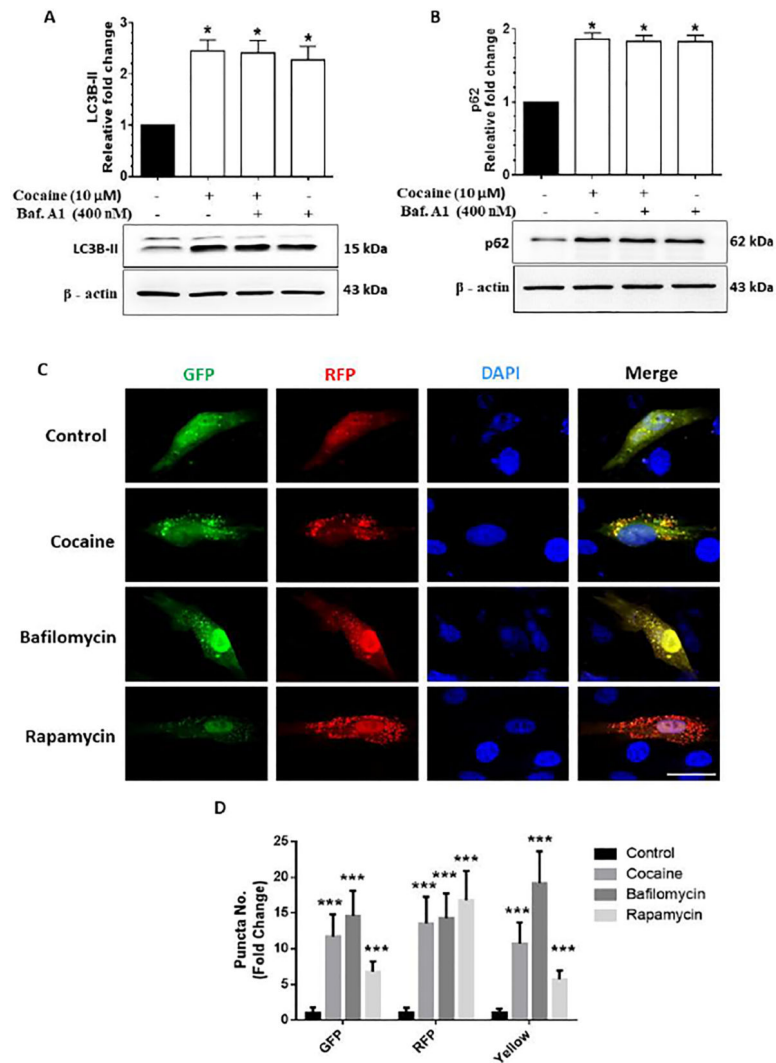 A
LC3B-II
Releative fold change
3
2
1
0
* * *
Cocaine (10 µM) - + + -
Baf. A1 (400 nM) - - + +
LC3B-II 15 kDa
β - actin 43 kDa
B
p62
Releative fold change
2
1
0
* * *
Cocaine (10 µM) - + + -
Baf. A1 (400 nM) - - + +
p62 62 kDa
β - actin 43 kDa
C
GFP RFP DAPI Merge
Control
Cocaine
Bafilomycin
Rapamycin
D
Puncta No.
(Fold Change)
25
20
15
10
5
0
*** *** *** *** *** *** *** *** ***
GFP RFP Yellow
Control
Cocaine
Bafilomycin
Rapamycin